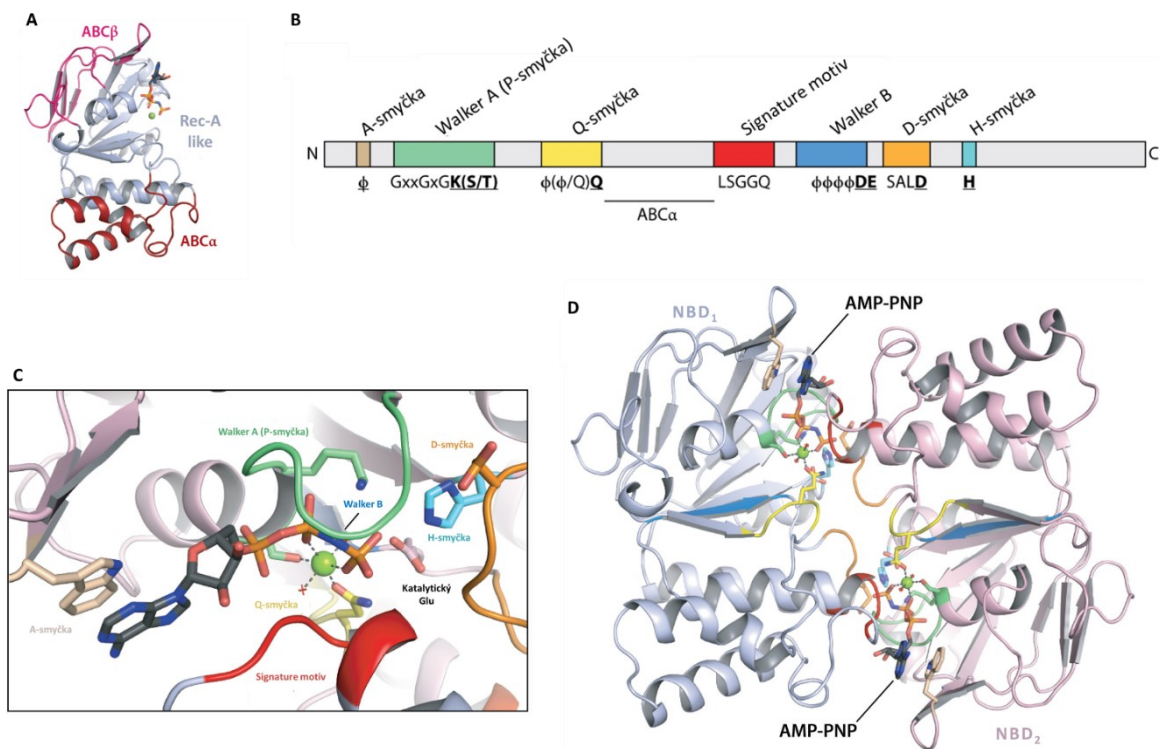 A
ABCβ
Rec-A
like
ABCα
B
A-smyčka
Walker A (P-smyčka)
Q-smyčka
Signature motiv
Walker B
D-smyčka
H-smyčka
N
C
ϕ
GxxGxGK(S/T)
ϕ(ϕ/Q)Q
LSGGQ
ϕϕϕϕDE
SALD
H
ABCα
C
Walker A (P-smyčka)
D-smyčka
Walker B
H-smyčka
Katalytický
Glu
Q-smyčka
A-smyčka
Signature motiv
D
NBD1
AMP-PNP
AMP-PNP
NBD2